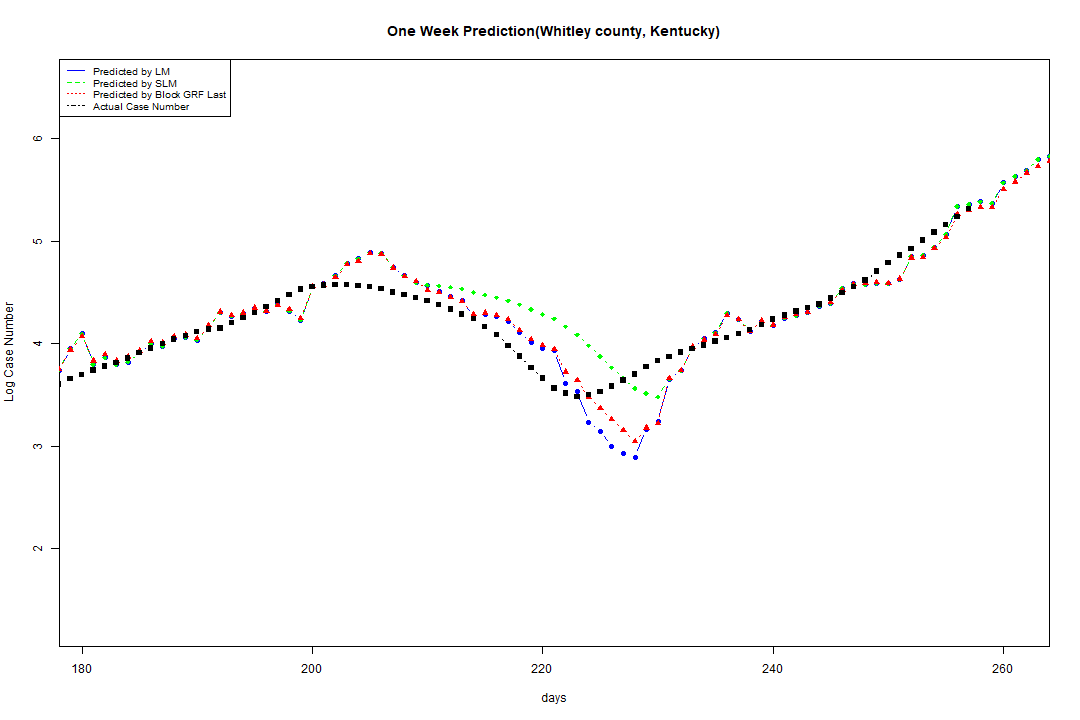 One Week Prediction(Whitley county, Kentucky)
Predicted by LM
Predicted by SLM
Predicted by Block GRF Last
Actual Case Number
6
5
4
3
2
Log Case Number
180 200 220 240 260
days